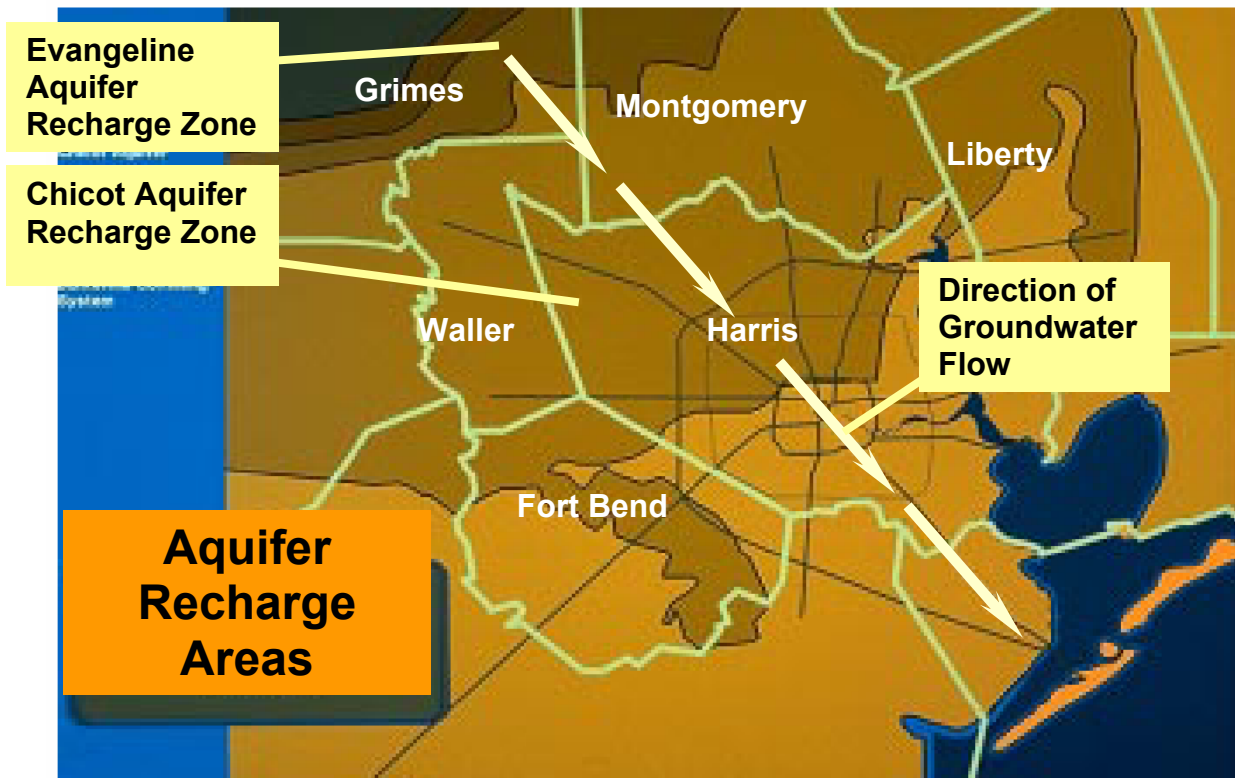 Evangeline
Aquifer
Recharge Zone
Chicot Aquifer
Recharge Zone
System
Grimes
Montgomery
Liberty
Waller
Harris
Direction of
Groundwater
Flow
Fort Bend
Aquifer
Recharge
Areas